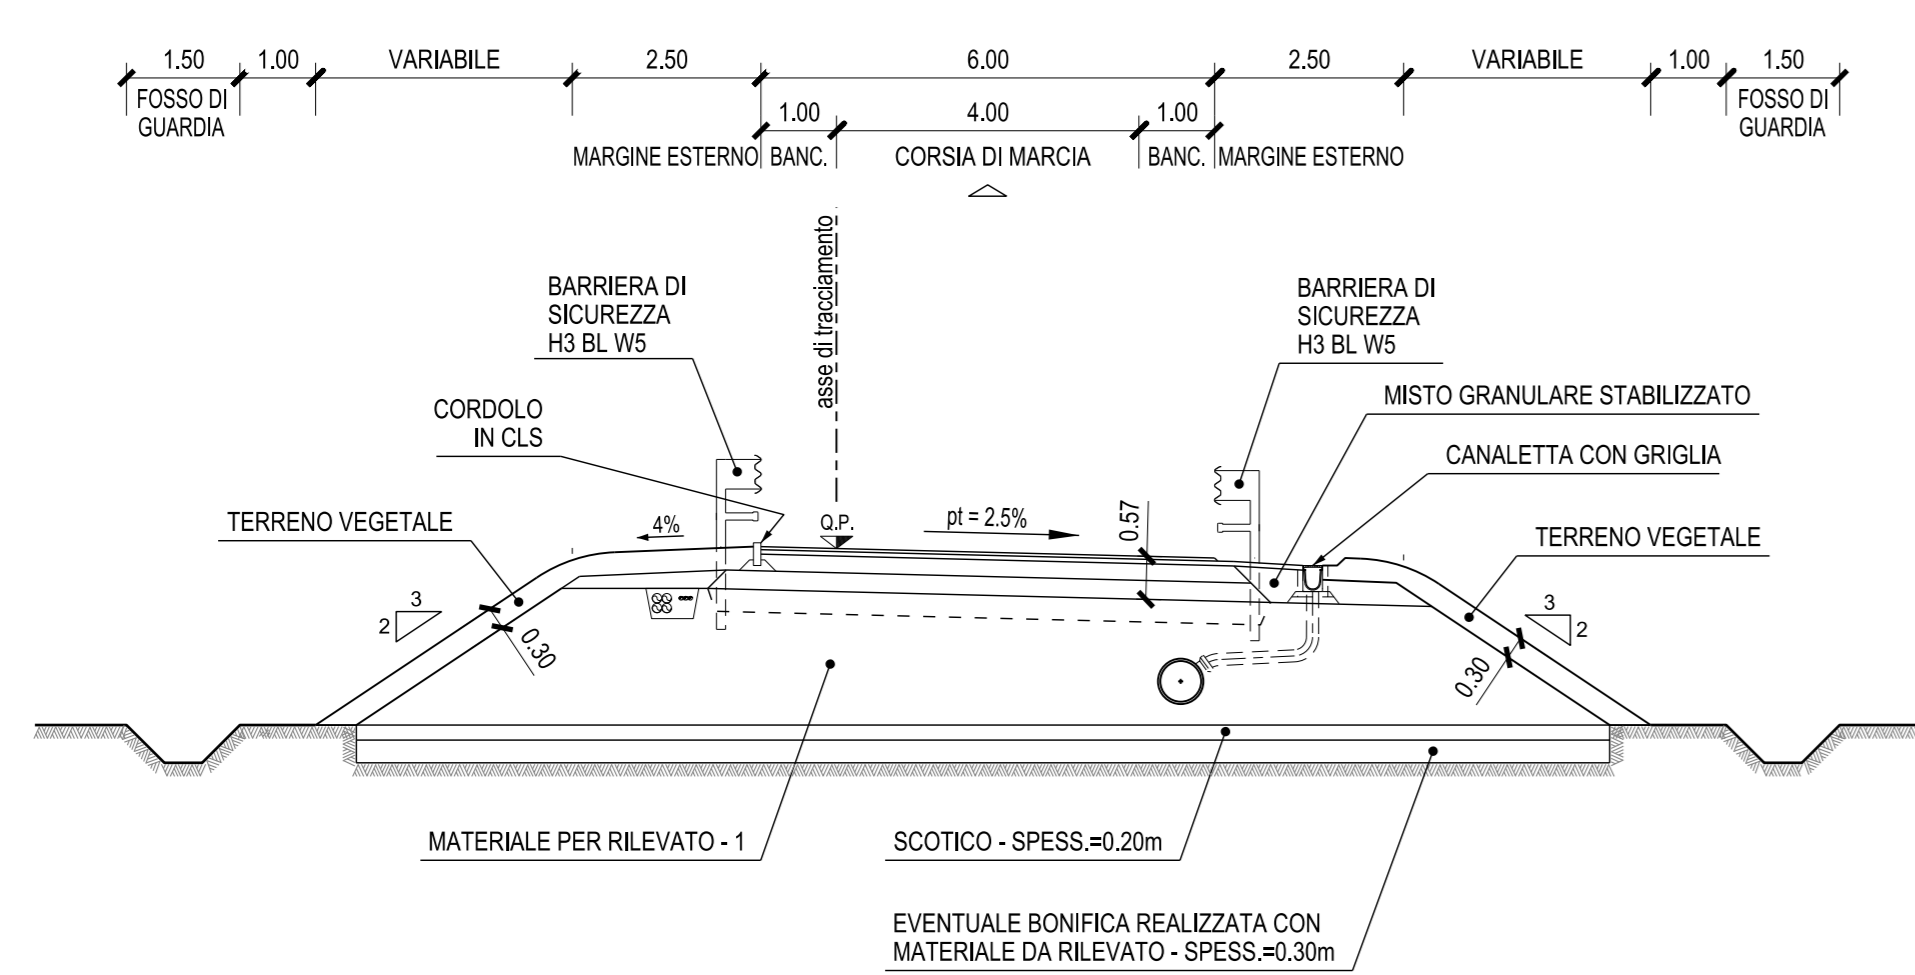 1.50 1.00 VARIABILE 2.50 6.00 2.50 VARIABILE 1.00 1.50
FOSSO DI
GUARDIA
FOSSO DI
GUARDIA
1.00 4.00 1.00
MARGINE ESTERNO BANC. CORSIA DI MARCIA BANC. MARGINE ESTERNO
asse di tracciamento
BARRIERA DI
SICUREZZA
H3 BL W5
BARRIERA DI
SICUREZZA
H3 BL W5
CORDOLO
IN CLS
MISTO GRANULARE STABILIZZATO
CANALETTA CON GRIGLIA
TERRENO VEGETALE
4%
Q.P.
pt = 2.5%
0.57
TERRENO VEGETALE
3
2
0.30
3
2
0.30
MATERIALE PER RILEVATO - 1
SCOTICO - SPESS.=0.20m
EVENTUALE BONIFICA REALIZZATA CON
MATERIALE DA RILEVATO - SPESS.=0.30m